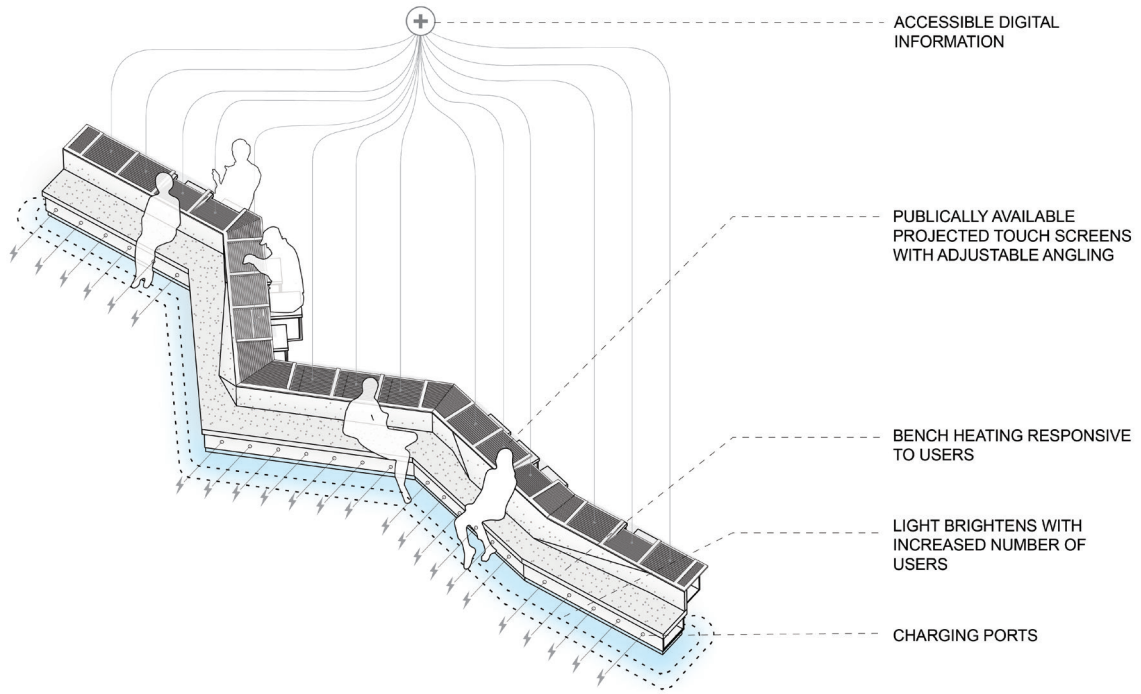 ACCESSIBLE DIGITAL
INFORMATION
PUBLICALLY AVAILABLE
PROJECTED TOUCH SCREENS
WITH ADJUSTABLE ANGLING
BENCH HEATING RESPONSIVE
TO USERS
LIGHT BRIGHTENS WITH
INCREASED NUMBER OF
USERS
CHARGING PORTS